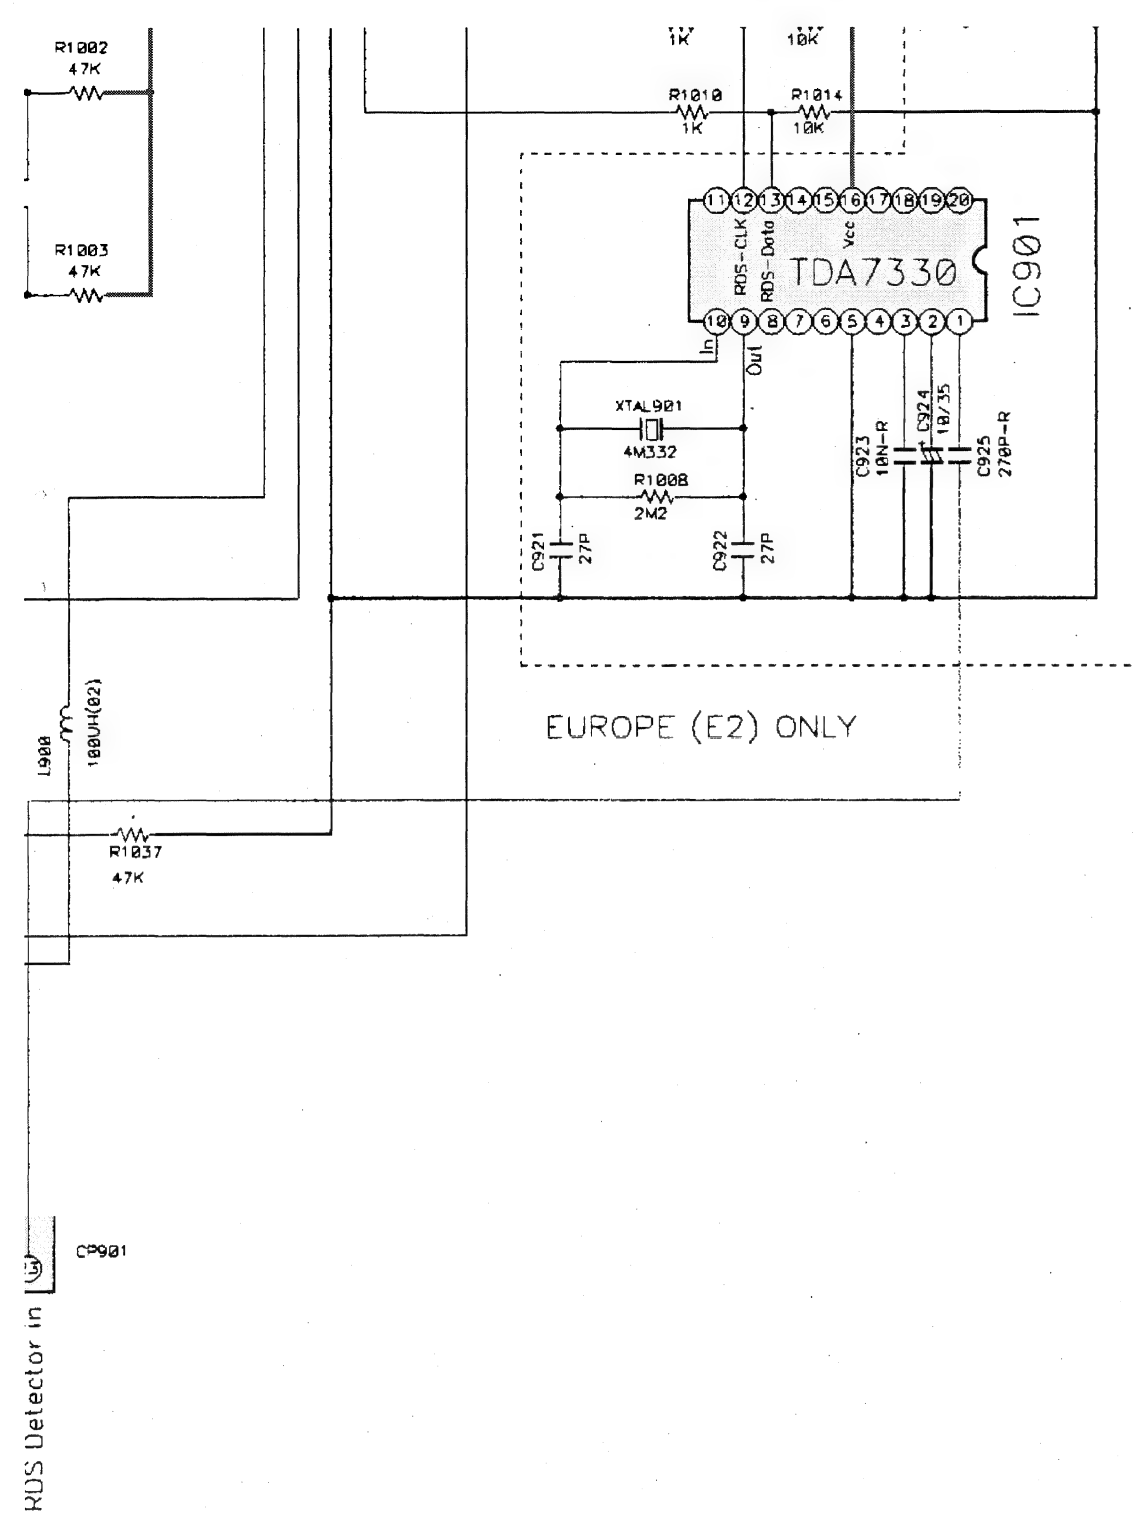 R1002
47K
1K
10K
R1010
1K
R1014
10K
R1003
47K
11 12 13 14 15 16 17 18 19 20
RDS-CLK
RDS-Data
Vcc
TDA7330
IC901
10 9 8 7 6 5 4 3 2 1
In
Out
XTAL901
4M332
R1008
2M2
C921
27P
C922
27P
C923
10N-R
+
C924
10/35
C925
270P-R
L900
100UH(02)
EUROPE (E2) ONLY
R1037
47K
CP901
RDS Detector in